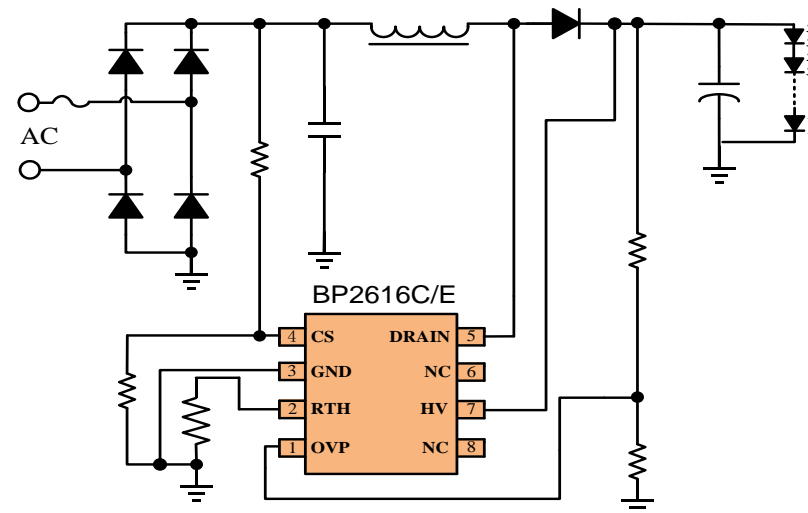 AC
BP2616C/E
4 CS DRAIN 5
3 GND NC 6
2 RTH HV 7
1 OVP NC 8